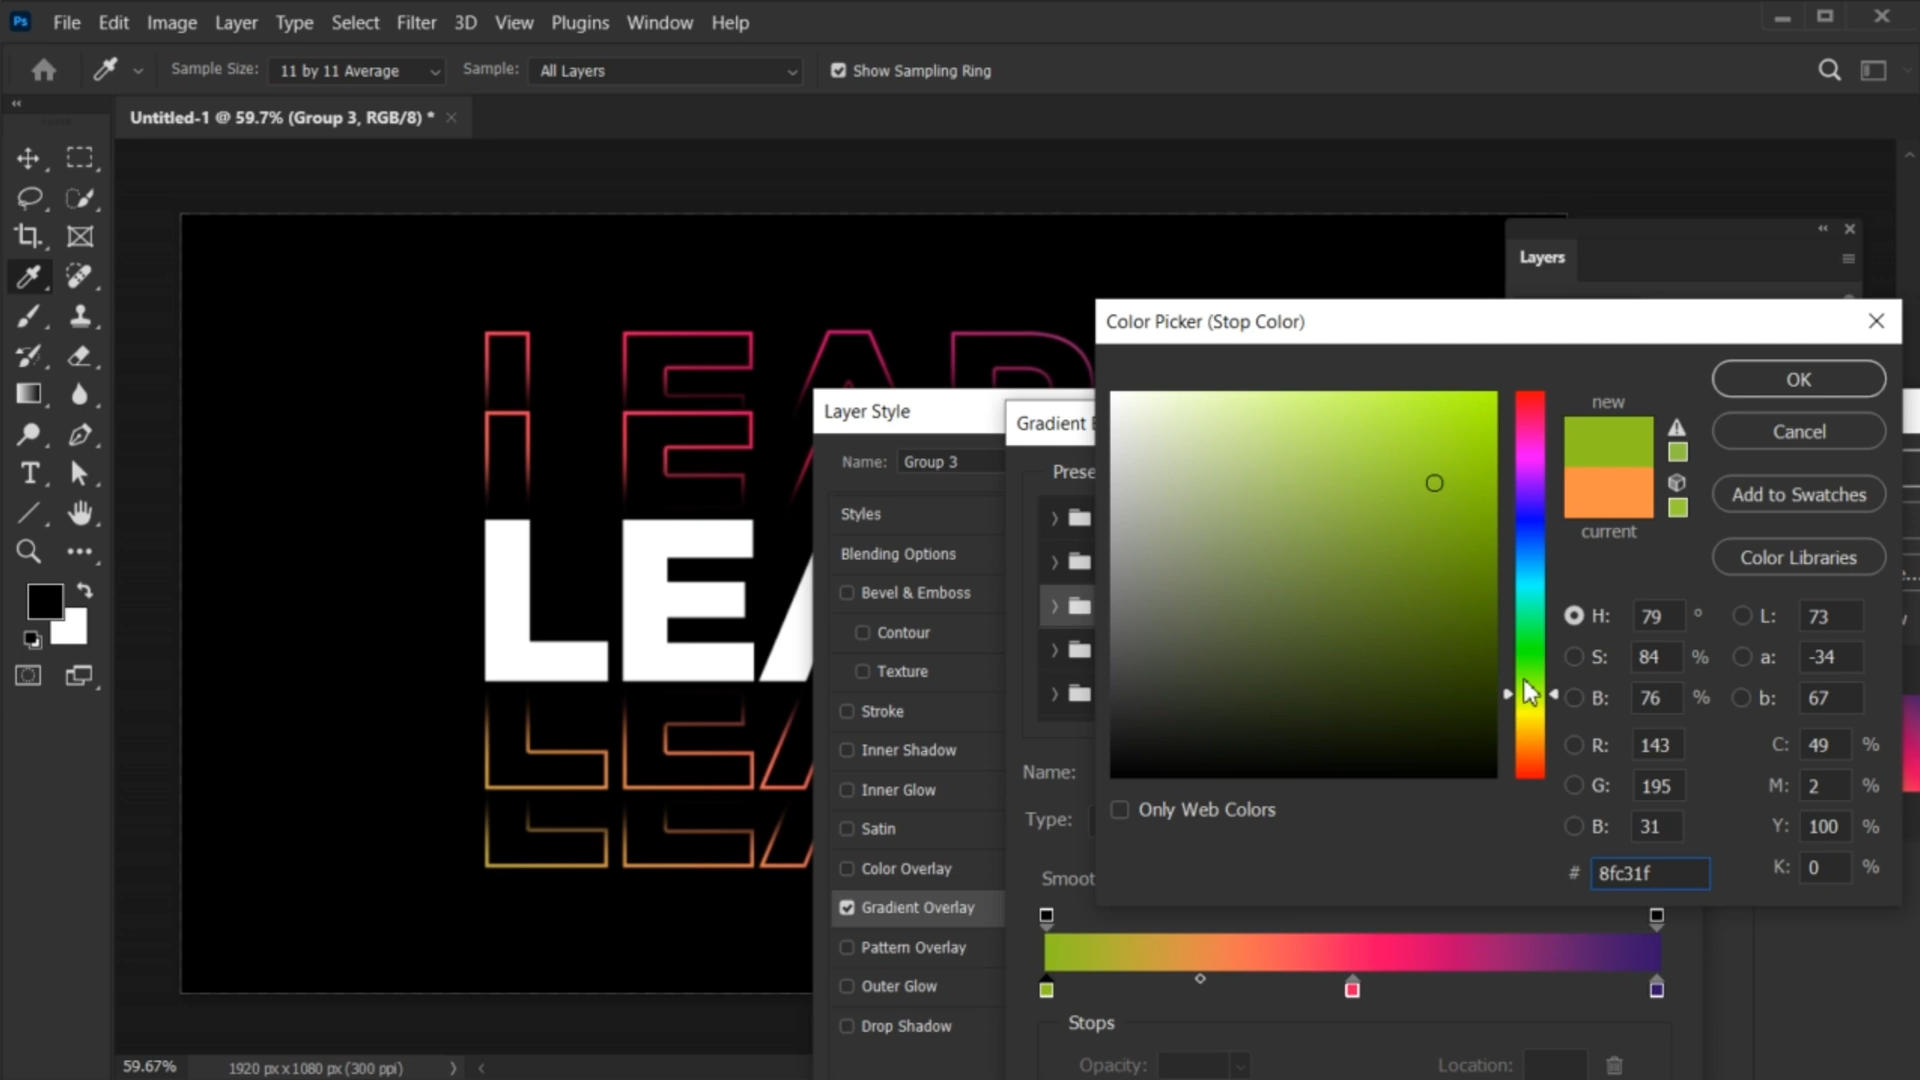 Ps File Edit Image Layer Type Select Filter 3D View Plugins Window Help
Sample Size: 11 by 11 Average Sample: All Layers Show Sampling Ring
Untitled-1 @ 59.7% (Group 3, RGB/8) *
Layers
LEAD
LEA
LEA
LEA
LEA
Layer Style
Name: Group 3
Styles
Blending Options
Bevel & Emboss
Contour
Texture
Stroke
Inner Shadow
Inner Glow
Satin
Color Overlay
Gradient Overlay
Pattern Overlay
Outer Glow
Drop Shadow
Gradient E
Prese
Name:
Type:
Smoot
Stops
Opacity:
Location:
Color Picker (Stop Color)
new
current
OK
Cancel
Add to Swatches
Color Libraries
H: 79 ° L: 73
S: 84 % a: -34
B: 76 % b: 67
R: 143 C: 49 %
G: 195 M: 2 %
B: 31 Y: 100 %
# 8fc31f K: 0 %
Only Web Colors
59.67% 1920 px x 1080 px (300 ppi)